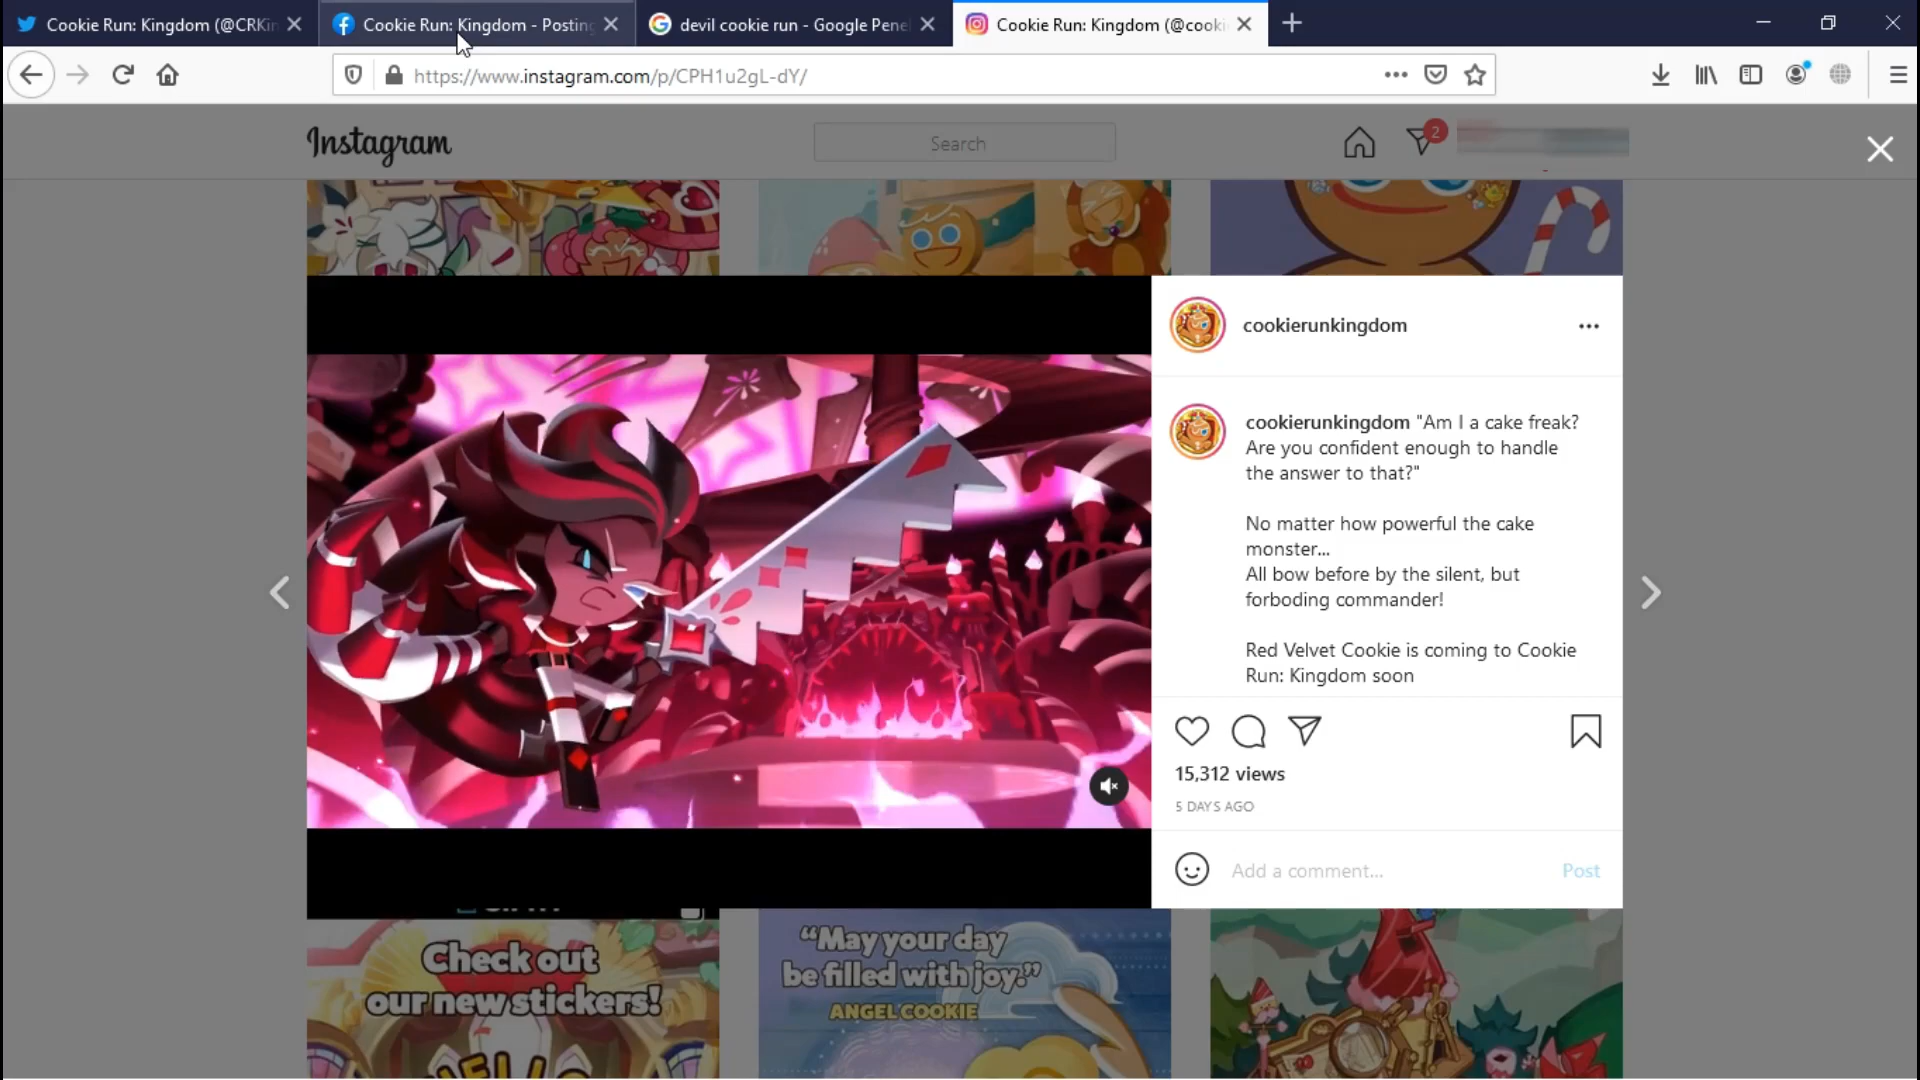 Cookie Run: Kingdom (@CRKin
Cookie Run: Kingdom - Posting
devil cookie run - Google Pene
Cookie Run: Kingdom (@cooki
https://www.instagram.com/p/CPH1u2gL-dY/
Instagram
Search
2
cookierunkingdom
cookierunkingdom "Am I a cake freak?
Are you confident enough to handle
the answer to that?"
No matter how powerful the cake
monster...
All bow before by the silent, but
forboding commander!
Red Velvet Cookie is coming to Cookie
Run: Kingdom soon
15,312 views
5 DAYS AGO
Add a comment...
Post
Check out
our new stickers!
"May your day
be filled with joy."
ANGEL COOKIE